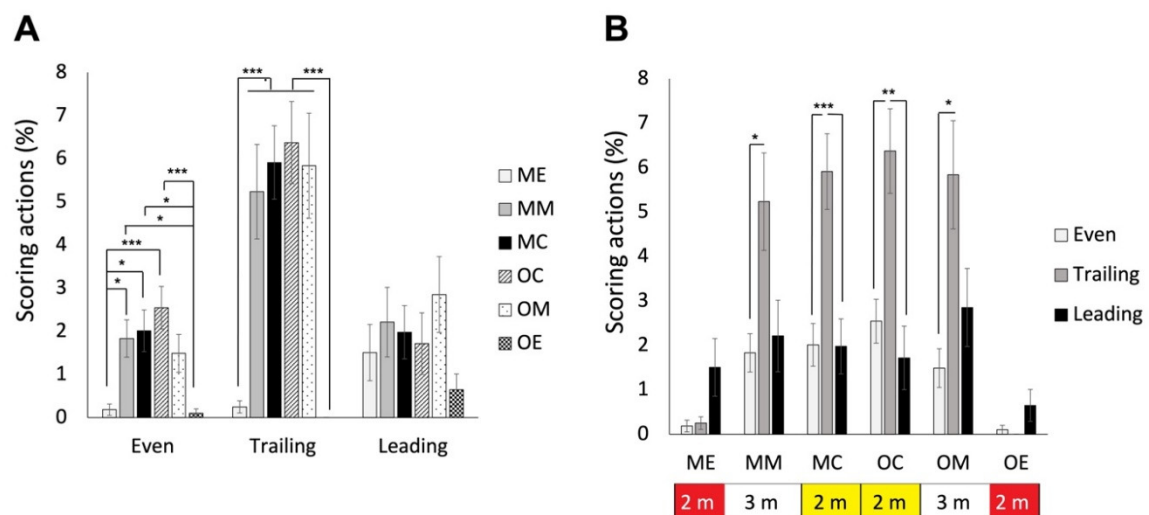 A
Scoring actions (%)
8
7
6
5
4
3
2
1
0
***
*
*
***
*
*
***
***
Even
Trailing
Leading
ME
MM
MC
OC
OM
OE
B
Scoring actions (%)
8
7
6
5
4
3
2
1
0
*
***
**
*
Even
Trailing
Leading
ME MM MC OC OM OE
2 m 3 m 2 m 2 m 3 m 2 m